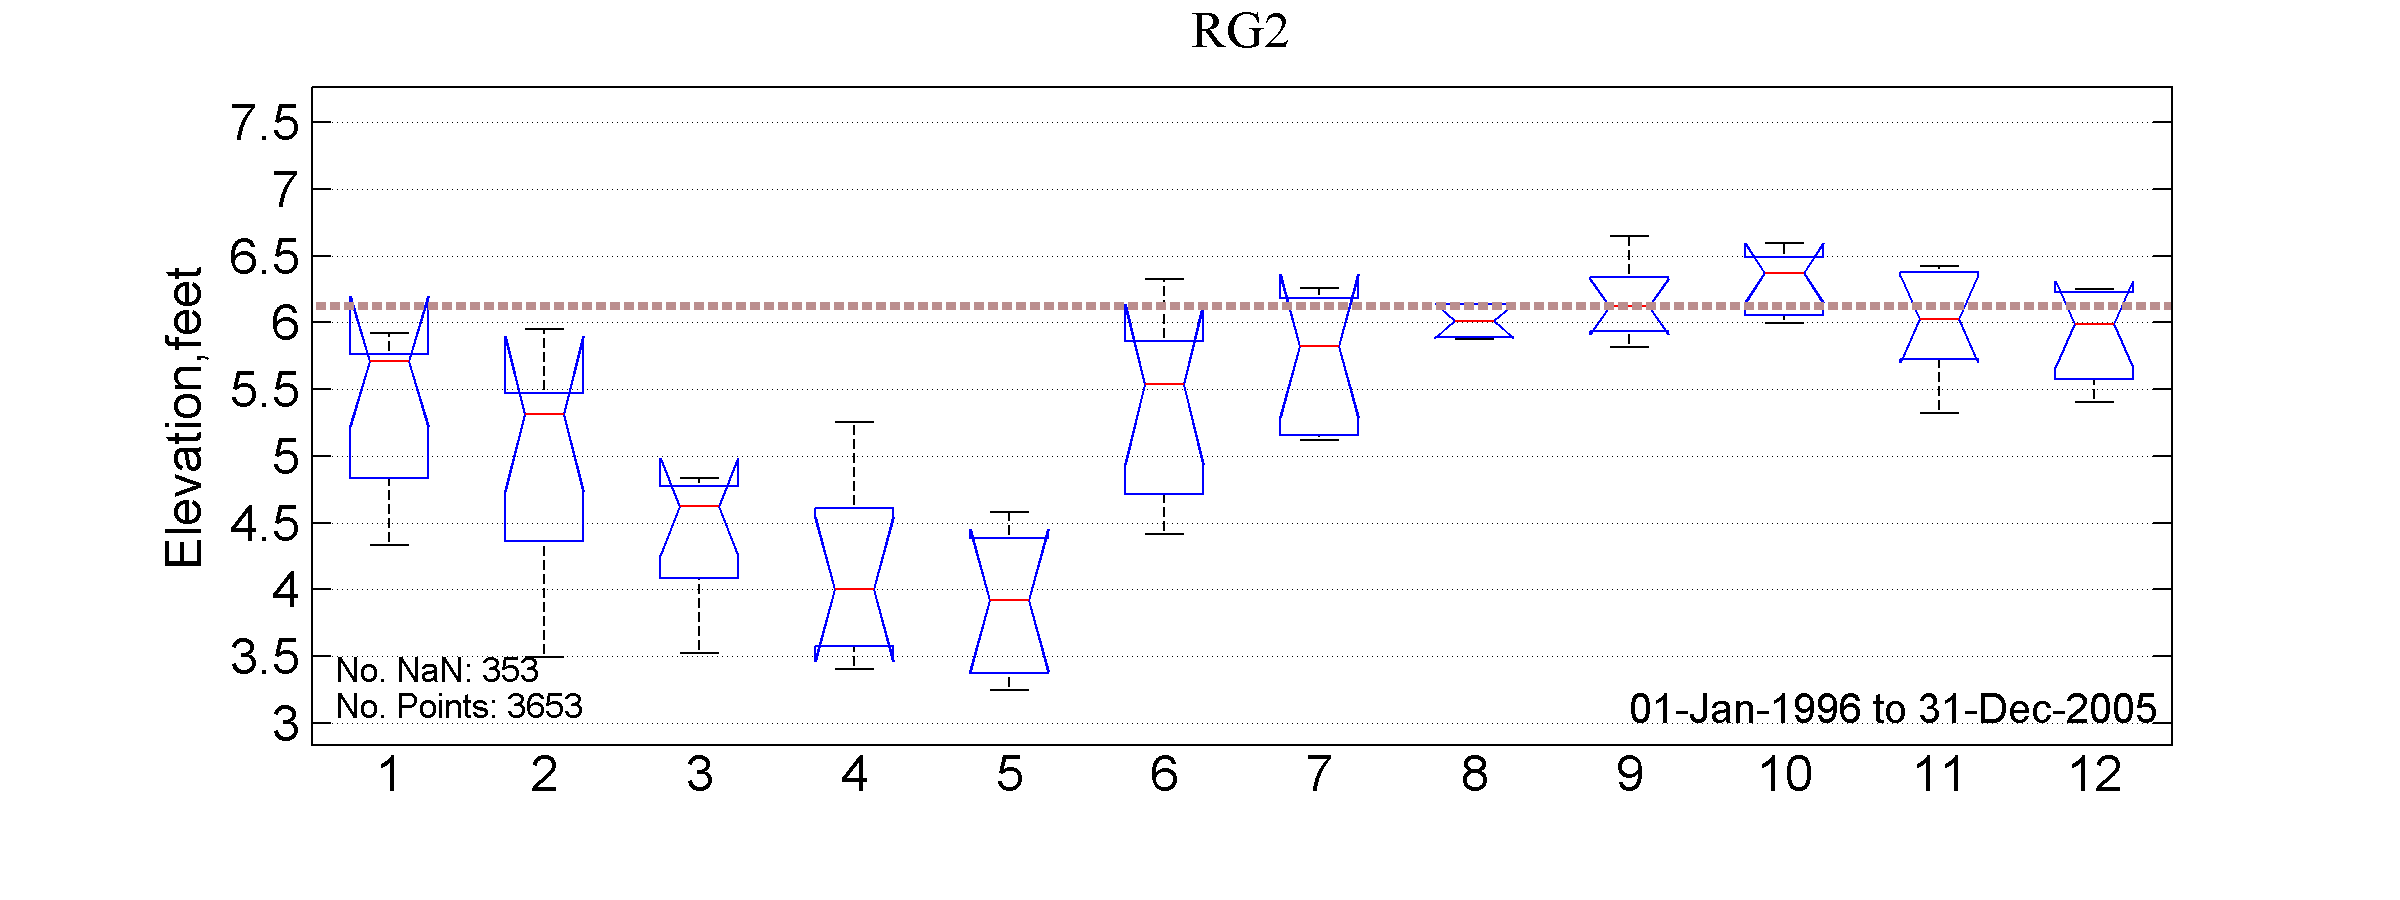 RG2
Elevation,feet
7.5
7
6.5
6
5.5
5
4.5
4
3.5
3
No. NaN: 353
No. Points: 3653
01-Jan-1996 to 31-Dec-2005
1 2 3 4 5 6 7 8 9 10 11 12